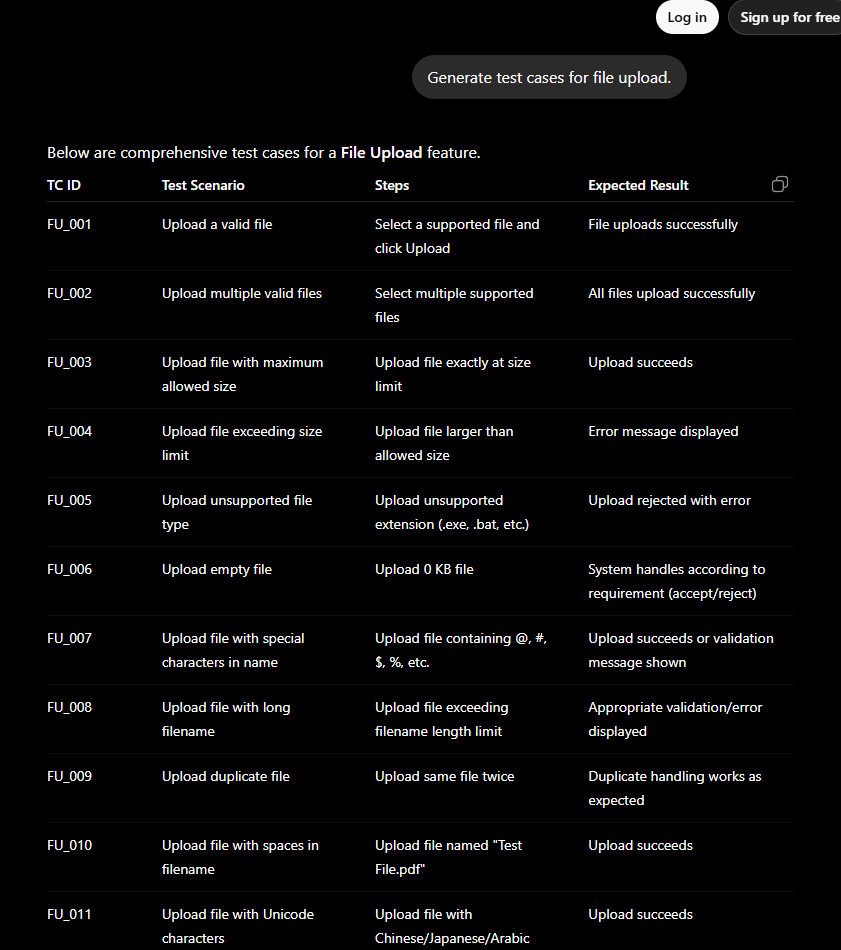 Log in
Sign up for free
Generate test cases for file upload.
Below are comprehensive test cases for a File Upload feature.
TC ID Test Scenario Steps Expected Result
FU_001 Upload a valid file Select a supported file and File uploads successfully
click Upload
FU_002 Upload multiple valid files Select multiple supported All files upload successfully
files
FU_003 Upload file with maximum Upload file exactly at size Upload succeeds
allowed size limit
FU_004 Upload file exceeding size Upload file larger than Error message displayed
limit allowed size
FU_005 Upload unsupported file Upload unsupported Upload rejected with error
type extension (.exe, .bat, etc.)
FU_006 Upload empty file Upload 0 KB file System handles according to
requirement (accept/reject)
FU_007 Upload file with special Upload file containing @, #, Upload succeeds or validation
characters in name $, %, etc. message shown
FU_008 Upload file with long Upload file exceeding Appropriate validation/error
filename filename length limit displayed
FU_009 Upload duplicate file Upload same file twice Duplicate handling works as
expected
FU_010 Upload file with spaces in Upload file named "Test Upload succeeds
filename File.pdf"
FU_011 Upload file with Unicode Upload file with Upload succeeds
characters Chinese/Japanese/Arabic